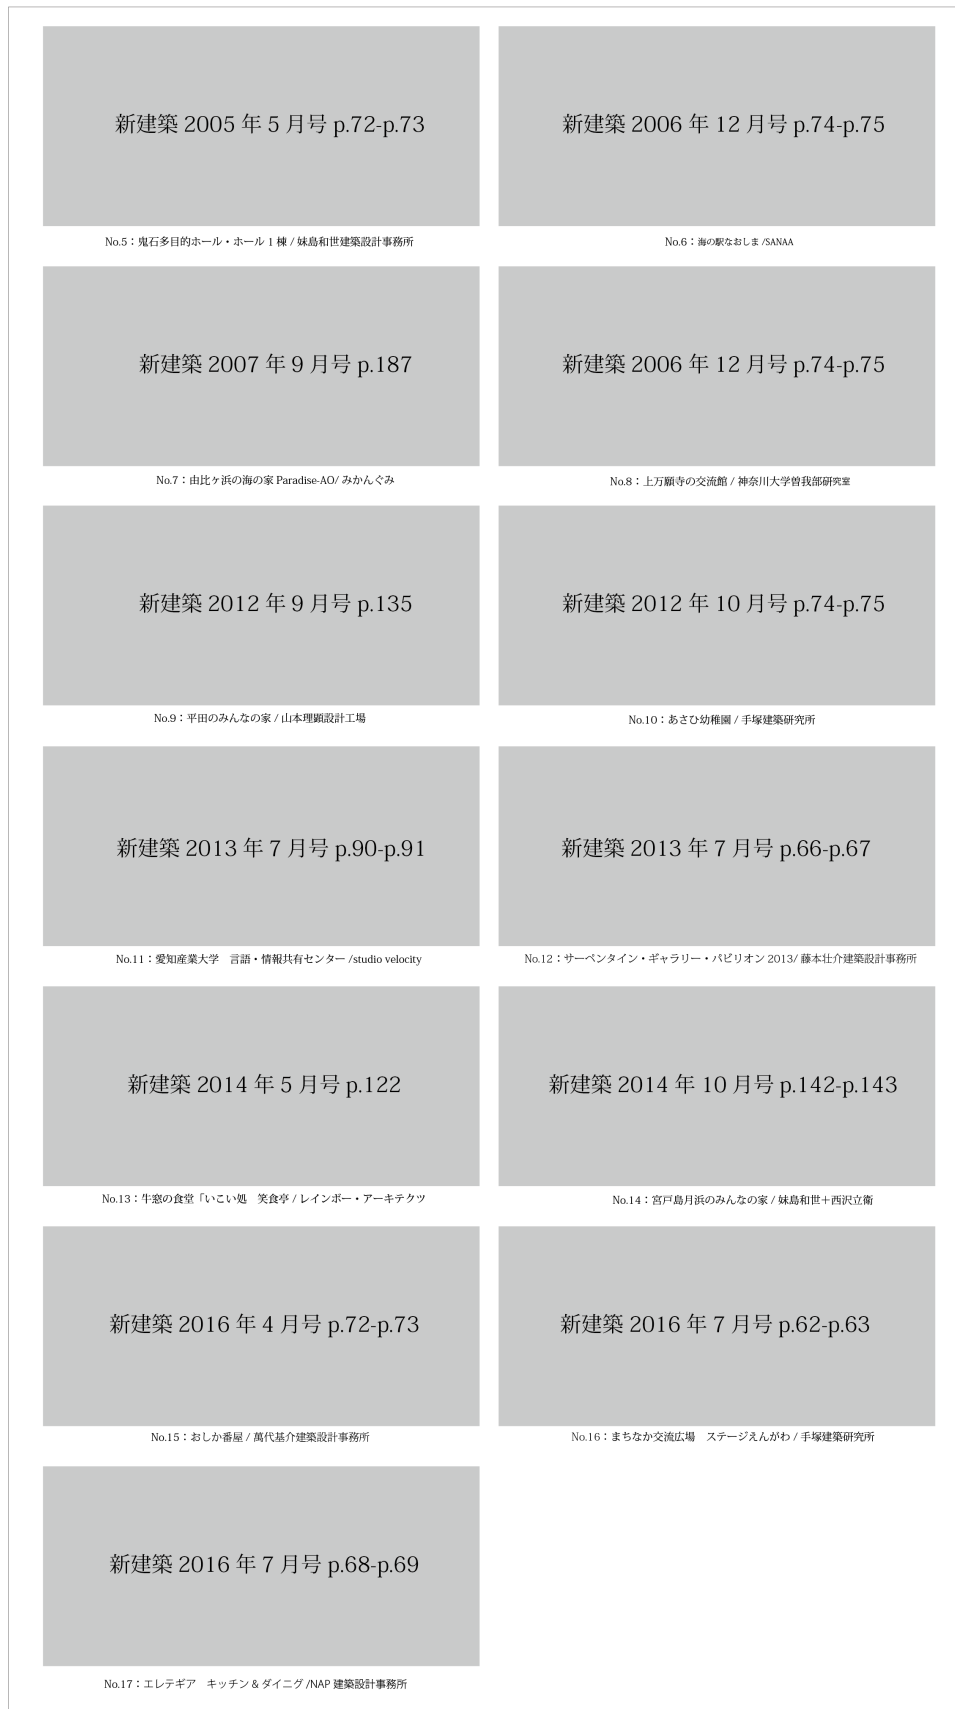 新建築 2005 年 5 月号 p.72-p.73
新建築 2006 年 12 月号 p.74-p.75
No.5：鬼石多目的ホール・ホール 1 棟 / 妹島和世建築設計事務所
No.6：海の駅なおしま /SANAA
新建築 2007 年 9 月号 p.187
新建築 2006 年 12 月号 p.74-p.75
No.7：由比ヶ浜の海の家 Paradise-AO/ みかんぐみ
No.8：上万願寺の交流館 / 神奈川大学曽我部研究室
新建築 2012 年 9 月号 p.135
新建築 2012 年 10 月号 p.74-p.75
No.9：平田のみんなの家 / 山本理顕設計工場
No.10：あさひ幼稚園 / 手塚建築研究所
新建築 2013 年 7 月号 p.90-p.91
新建築 2013 年 7 月号 p.66-p.67
No.11：愛知産業大学　言語・情報共有センター /studio velocity
No.12：サーペンタイン・ギャラリー・パビリオン 2013/ 藤本壮介建築設計事務所
新建築 2014 年 5 月号 p.122
新建築 2014 年 10 月号 p.142-p.143
No.13：牛窓の食堂「いこい処　笑食亭 / レインボー・アーキテクツ
No.14：宮戸島月浜のみんなの家 / 妹島和世＋西沢立衛
新建築 2016 年 4 月号 p.72-p.73
新建築 2016 年 7 月号 p.62-p.63
No.15：おしか番屋 / 萬代基介建築設計事務所
No.16：まちなか交流広場　ステージえんがわ / 手塚建築研究所
新建築 2016 年 7 月号 p.68-p.69
No.17：エレテギア　キッチン & ダイニグ /NAP 建築設計事務所